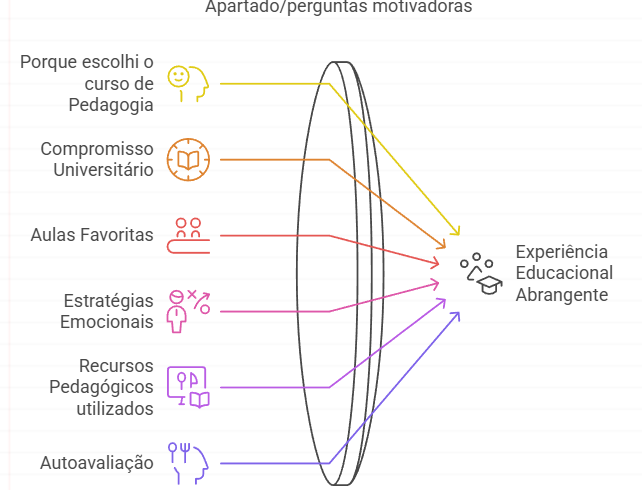 Apartado/perguntas motivadoras
Porque escolhi o
curso de
Pedagogia
Compromisso
Universitário
Aulas Favoritas
Estratégias
Emocionais
Recursos
Pedagógicos
utilizados
Autoavaliação
Experiência
Educacional
Abrangente